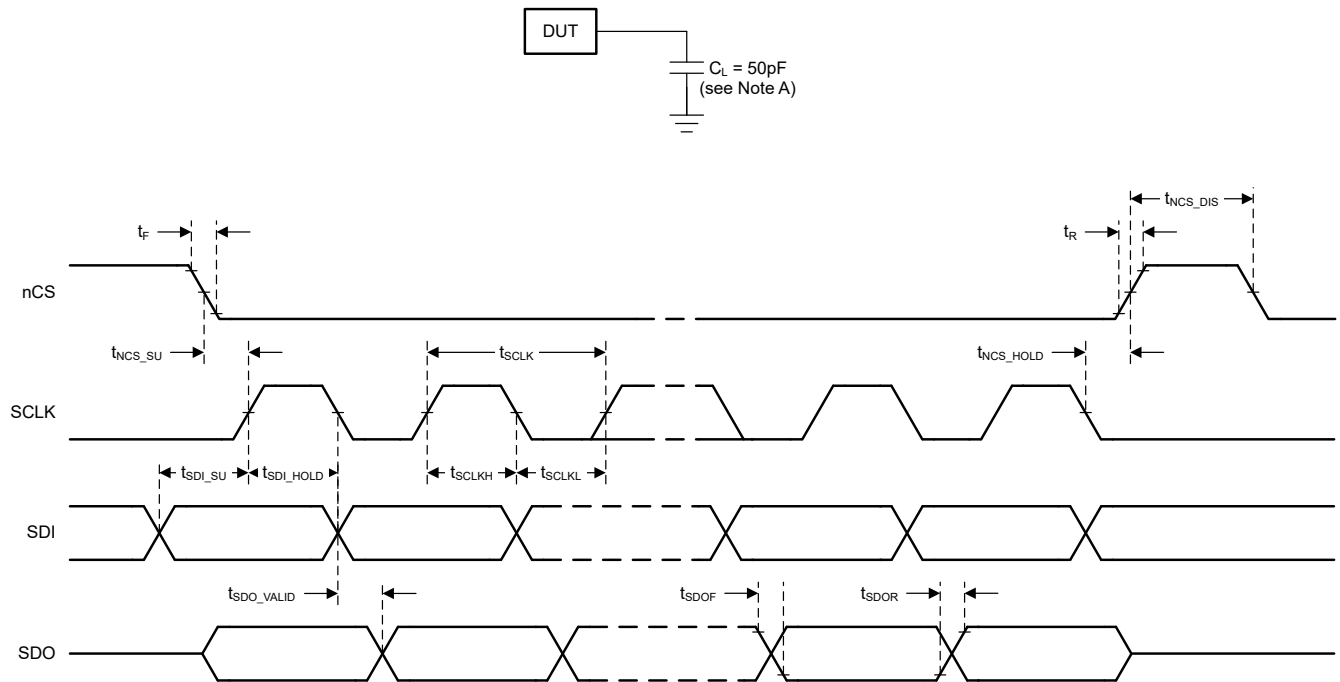 DUT
C_L = 50pF
(see Note A)
t_NCS_DIS
t_F
t_R
nCS
t_NCS_SU
t_SCLK
t_NCS_HOLD
SCLK
t_SDI_SU
t_SDI_HOLD
t_SCLKH
t_SCLKL
SDI
t_SDO_VALID
t_SDOF
t_SDOR
SDO